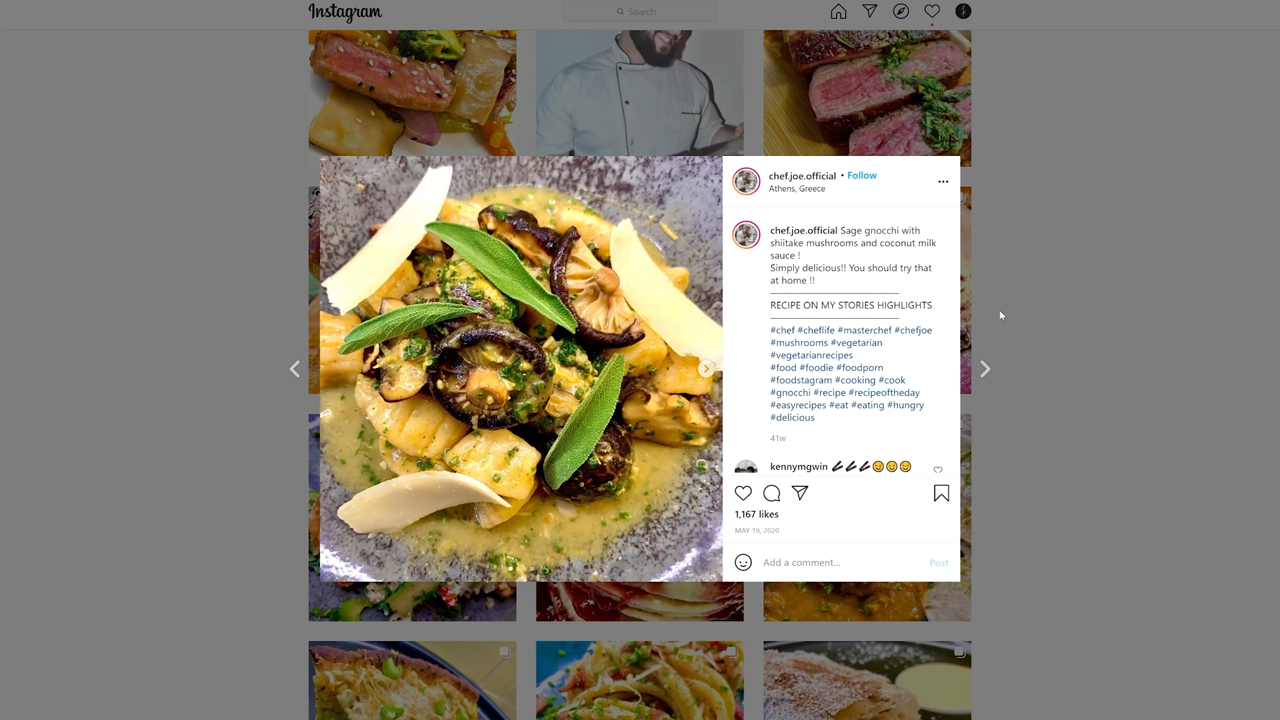 Instagram
Search
chef.joe.official • Follow
Athens, Greece
chef.joe.official Sage gnocchi with
shiitake mushrooms and coconut milk
sauce !
Simply delicious!! You should try that
at home !!
RECIPE ON MY STORIES HIGHLIGHTS
#chef #cheflife #masterchef #chefjoe
#mushrooms #vegetarian
#vegetarianrecipes
#food #foodie #foodporn
#foodstagram #cooking #cook
#gnocchi #recipe #recipeoftheday
#easyrecipes #eat #eating #hungry
#delicious
41w
kennymgwin
1,167 likes
MAY 19, 2020
Add a comment...
Post